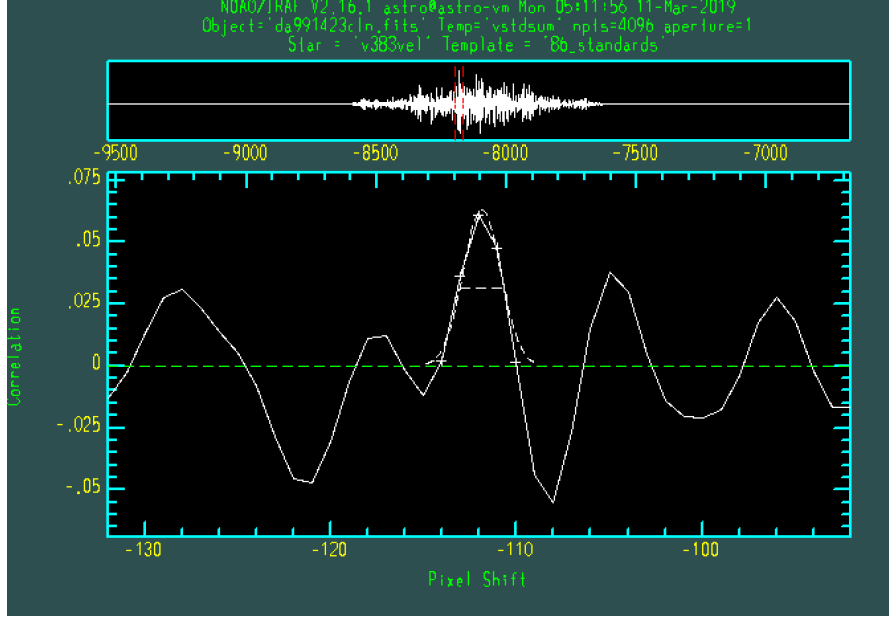 NOAO/IRAF V2.16.1 astro@astro-vm Mon 05:11:56 11-Mar-2019
Object='da991423cln.fits' Temp='vstdsum' npts=4096 aperture=1
Star = 'v383vel' Template = '86_standards'
-9500 -9000 -8500 -8000 -7500 -7000
.075
.05
.025
0
-.025
-.05
Correlation
-130 -120 -110 -100
Pixel Shift